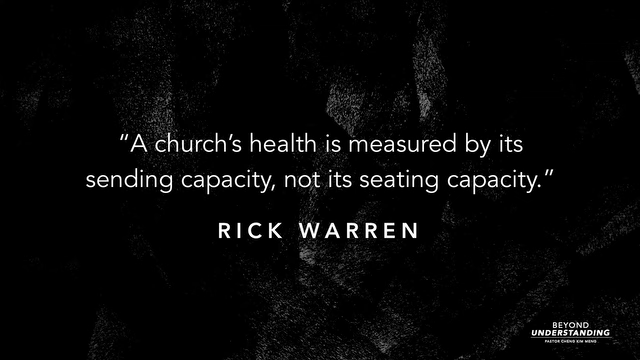 “A church’s health is measured by its
sending capacity, not its seating capacity.”
RICK WARREN
BEYOND
UNDERSTANDING
PASTOR CHENG KIM MENG